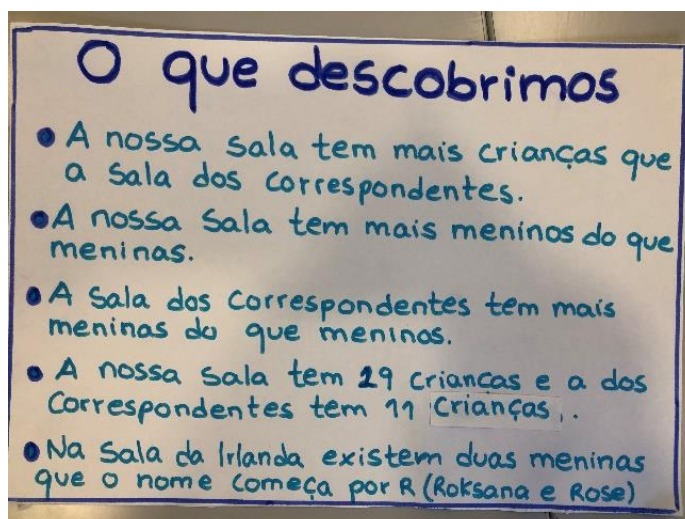 O que descobrimos
• A nossa sala tem mais crianças que
a sala dos correspondentes.
• A nossa sala tem mais meninos do que
meninas.
• A sala dos correspondentes tem mais
meninas do que meninos.
• A nossa sala tem 19 crianças e a dos
correspondentes tem 11 crianças.
• Na sala da Irlanda existem duas meninas
que o nome começa por R (Roksana e Rose)